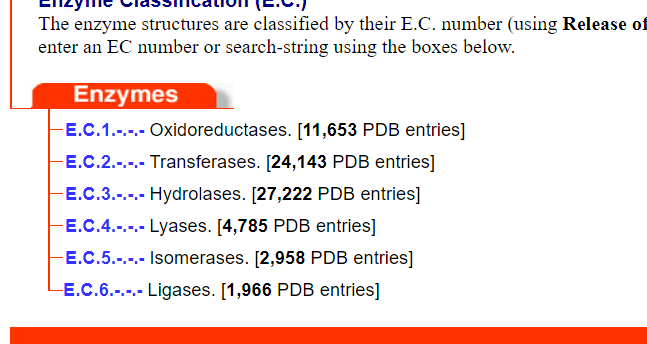 Enzyme Classification (E.C.)
The enzyme structures are classified by their E.C. number (using Release of
enter an EC number or search-string using the boxes below.
Enzymes
E.C.1.-.-.- Oxidoreductases. [11,653 PDB entries]
E.C.2.-.-.- Transferases. [24,143 PDB entries]
E.C.3.-.-.- Hydrolases. [27,222 PDB entries]
E.C.4.-.-.- Lyases. [4,785 PDB entries]
E.C.5.-.-.- Isomerases. [2,958 PDB entries]
E.C.6.-.-.- Ligases. [1,966 PDB entries]